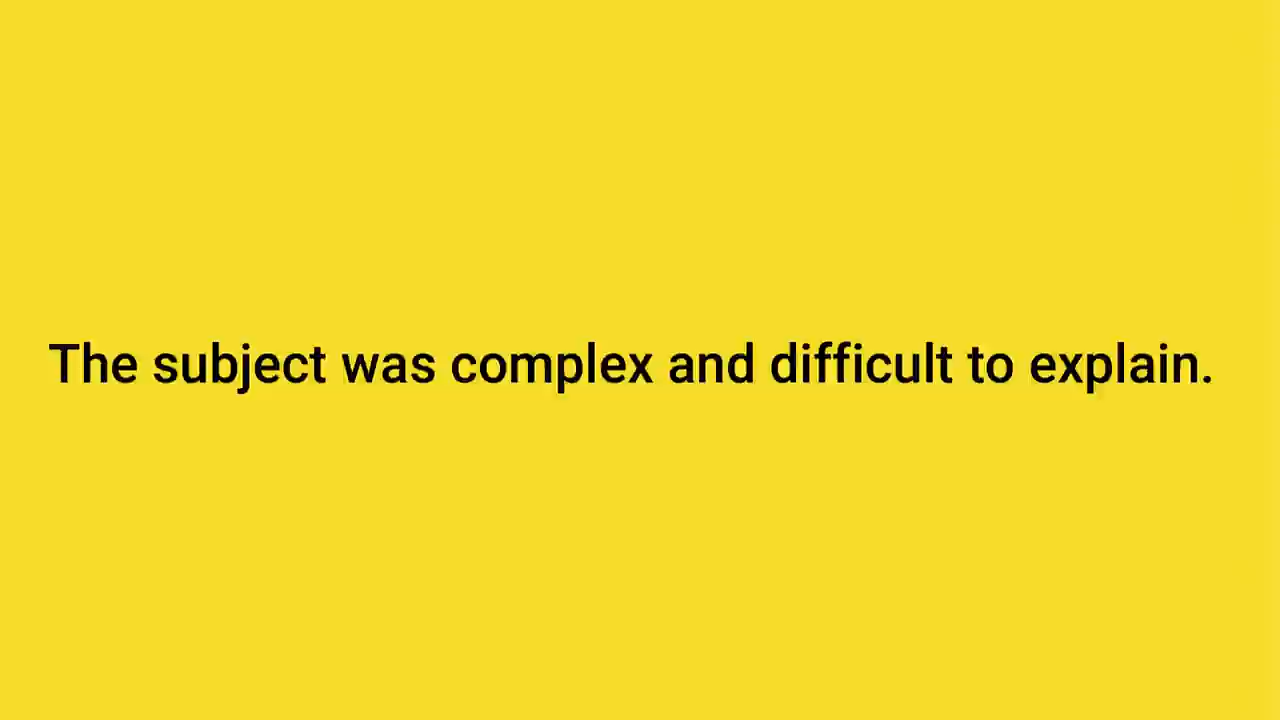 The subject was complex and difficult to explain.